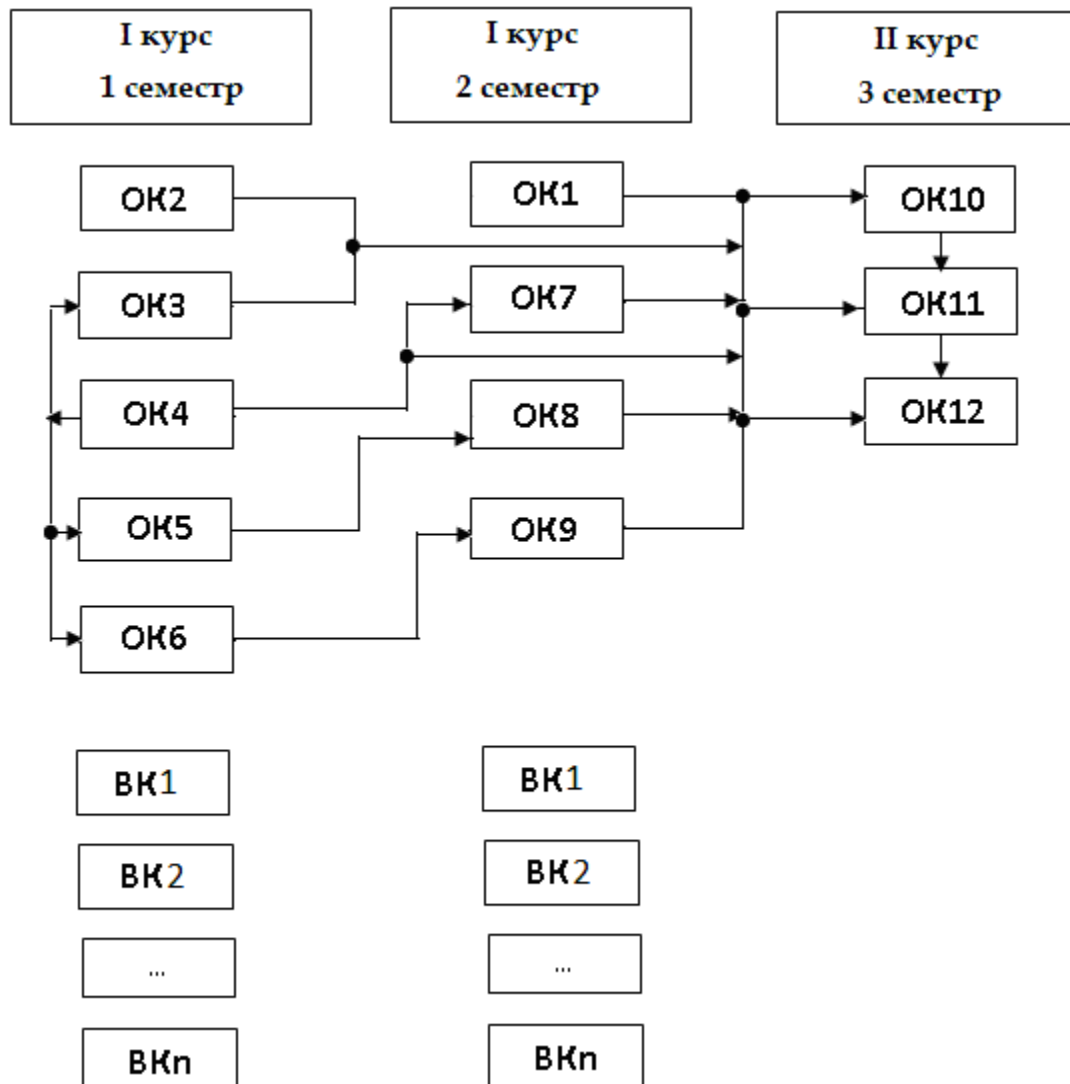 I курс
1 семестр
I курс
2 семестр
II курс
3 семестр
ОК2
ОК1
ОК10
ОК3
ОК7
ОК11
ОК4
ОК8
ОК12
ОК5
ОК9
ОК6
ВК1
ВК1
ВК2
ВК2
...
...
ВКn
ВКn